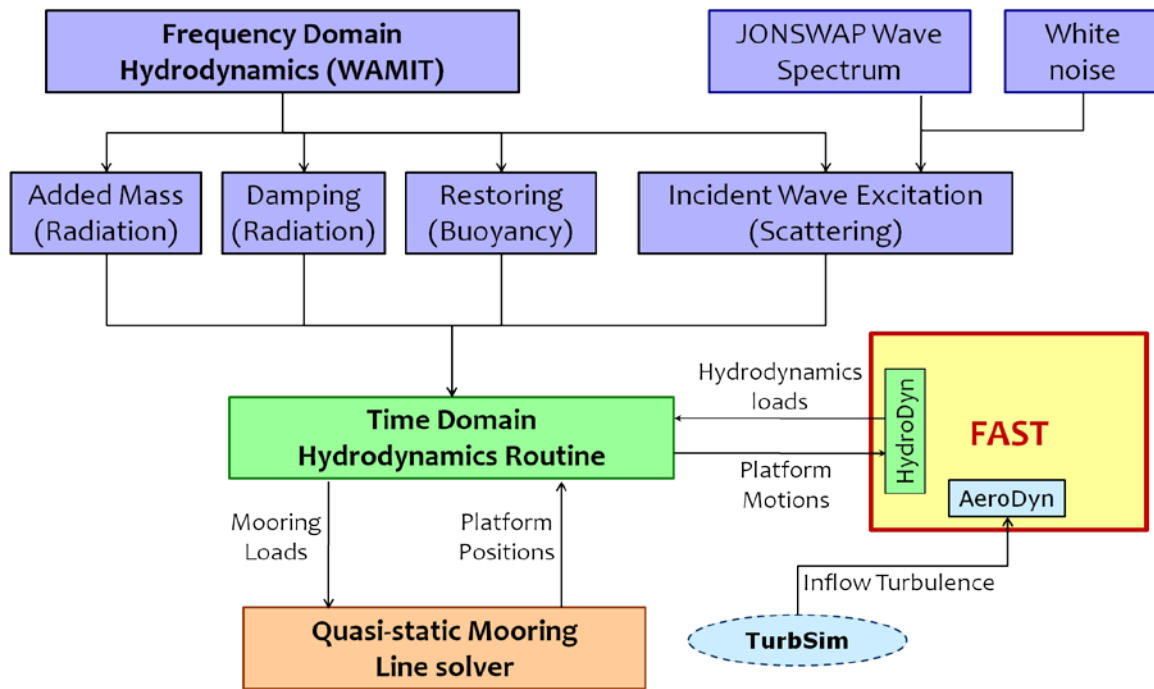 Frequency Domain
Hydrodynamics (WAMIT)
JONSWAP Wave
Spectrum
White
noise
Added Mass
(Radiation)
Damping
(Radiation)
Restoring
(Buoyancy)
Incident Wave Excitation
(Scattering)
Time Domain
Hydrodynamics Routine
Hydrodynamics
loads
Platform
Motions
HydroDyn
FAST
AeroDyn
Mooring
Loads
Platform
Positions
Inflow Turbulence
Quasi-static Mooring
Line solver
TurbSim